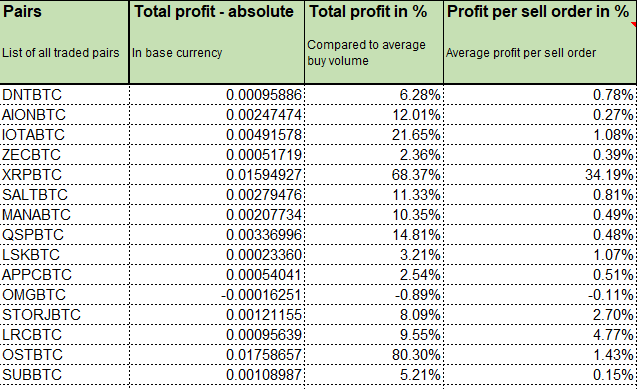 Pairs Total profit - absolute Total profit in % Profit per sell order in %
List of all traded pairs In base currency Compared to average buy volume Average profit per sell order
DNTBTC 0.00095886 6.28% 0.78%
AIONBTC 0.00247474 12.01% 0.27%
IOTABTC 0.00491578 21.65% 1.08%
ZECBTC 0.00051719 2.36% 0.39%
XRPBTC 0.01594927 68.37% 34.19%
SALTBTC 0.00279476 11.33% 0.81%
MANABTC 0.00207734 10.35% 0.49%
QSPBTC 0.00336996 14.81% 0.48%
LSKBTC 0.00023360 3.21% 1.07%
APPCBTC 0.00054041 2.54% 0.51%
OMGBTC -0.00016251 -0.89% -0.11%
STORJBTC 0.00121155 8.09% 2.70%
LRCBTC 0.00095639 9.55% 4.77%
OSTBTC 0.01758657 80.30% 1.43%
SUBBTC 0.00108987 5.21% 0.15%